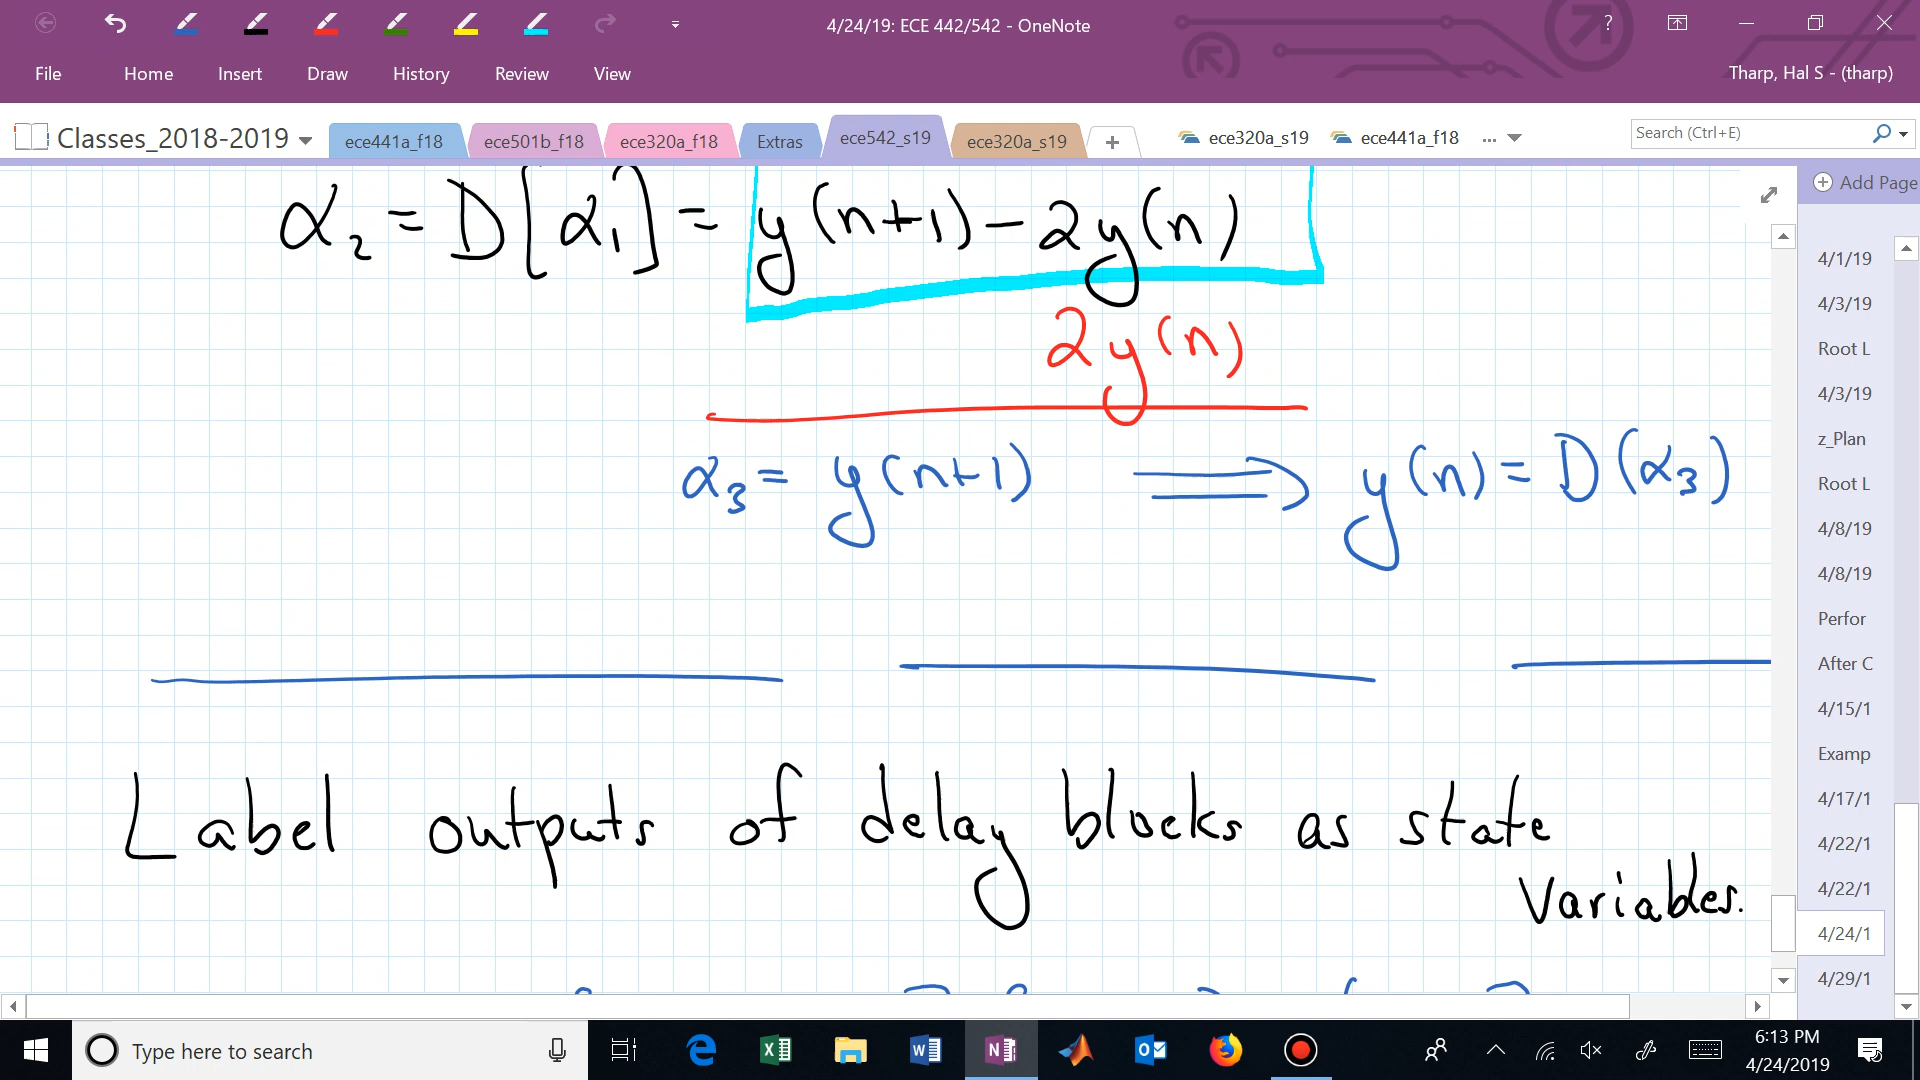 4/24/19: ECE 442/542 - OneNote
?
File Home Insert Draw History Review View
Tharp, Hal S - (tharp)
Classes_2018-2019
ece441a_f18 ece501b_f18 ece320a_f18 Extras ece542_s19 ece320a_s19 +
ece320a_s19 ece441a_f18 ...
Search (Ctrl+E)
Add Page
α₂ = D[α₁] = y(n+1) - 2y(n)
2y(n)
α₃ = y(n+1) ⟹ y(n) = D(α₃)
Label outputs of delay blocks as state
variables.
4/1/19
4/3/19
Root L
4/3/19
z_Plan
Root L
4/8/19
4/8/19
Perfor
After C
4/15/1
Examp
4/17/1
4/22/1
4/22/1
4/24/1
4/29/1
Type here to search
6:13 PM
4/24/2019